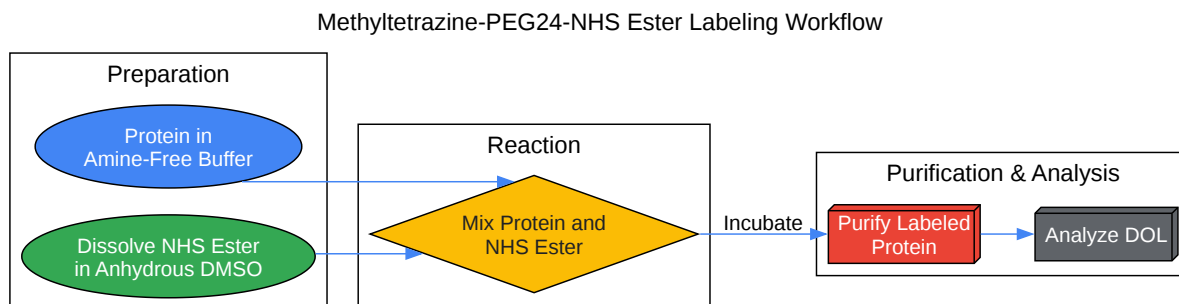 Methyltetrazine-PEG24-NHS Ester Labeling Workflow
Preparation
Protein in
Amine-Free Buffer
Dissolve NHS Ester
in Anhydrous DMSO
Reaction
Mix Protein and
NHS Ester
Incubate
Purification & Analysis
Purify Labeled
Protein
Analyze DOL